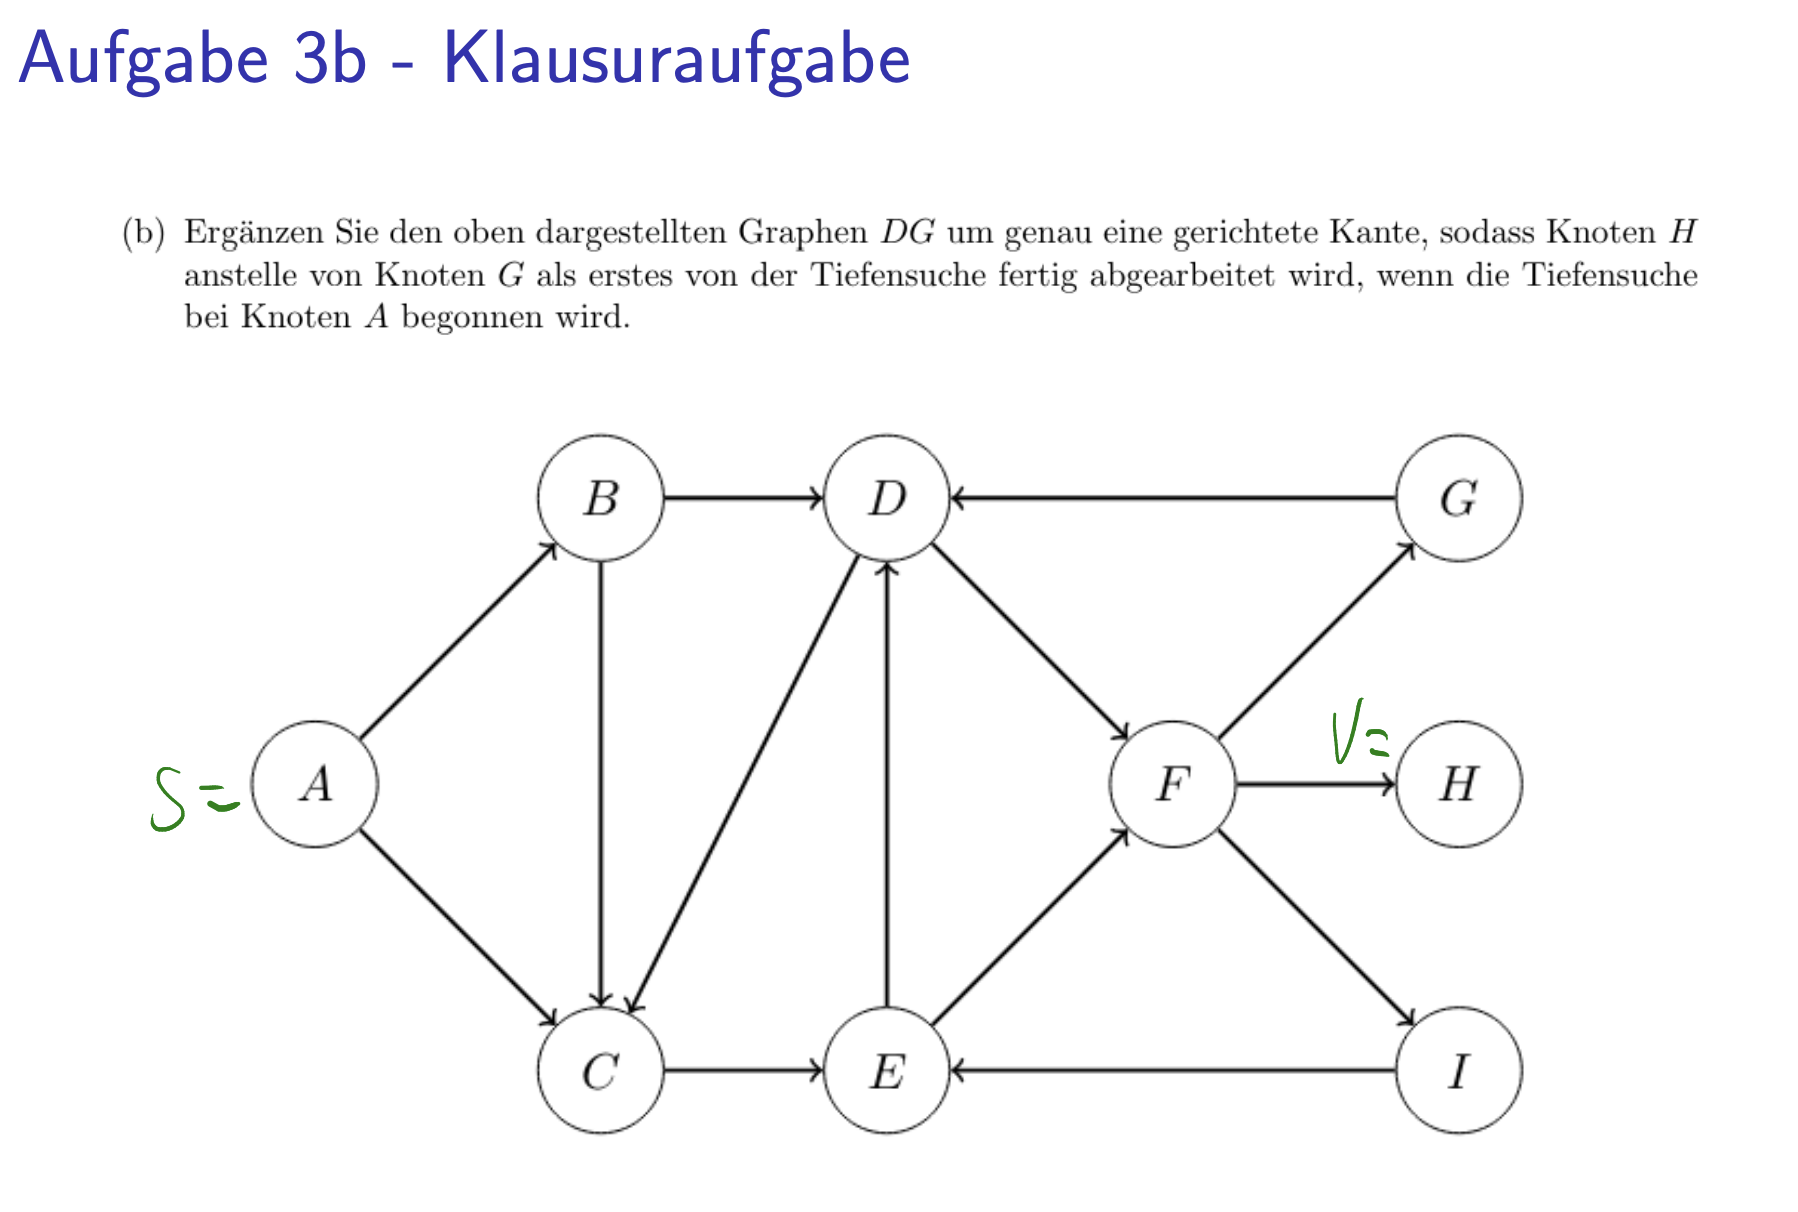 Aufgabe 3b - Klausuraufgabe
(b) Ergänzen Sie den oben dargestellten Graphen DG um genau eine gerichtete Kante, sodass Knoten H
anstelle von Knoten G als erstes von der Tiefensuche fertig abgearbeitet wird, wenn die Tiefensuche
bei Knoten A begonnen wird.
B D G
V=
S= A F H
C E I